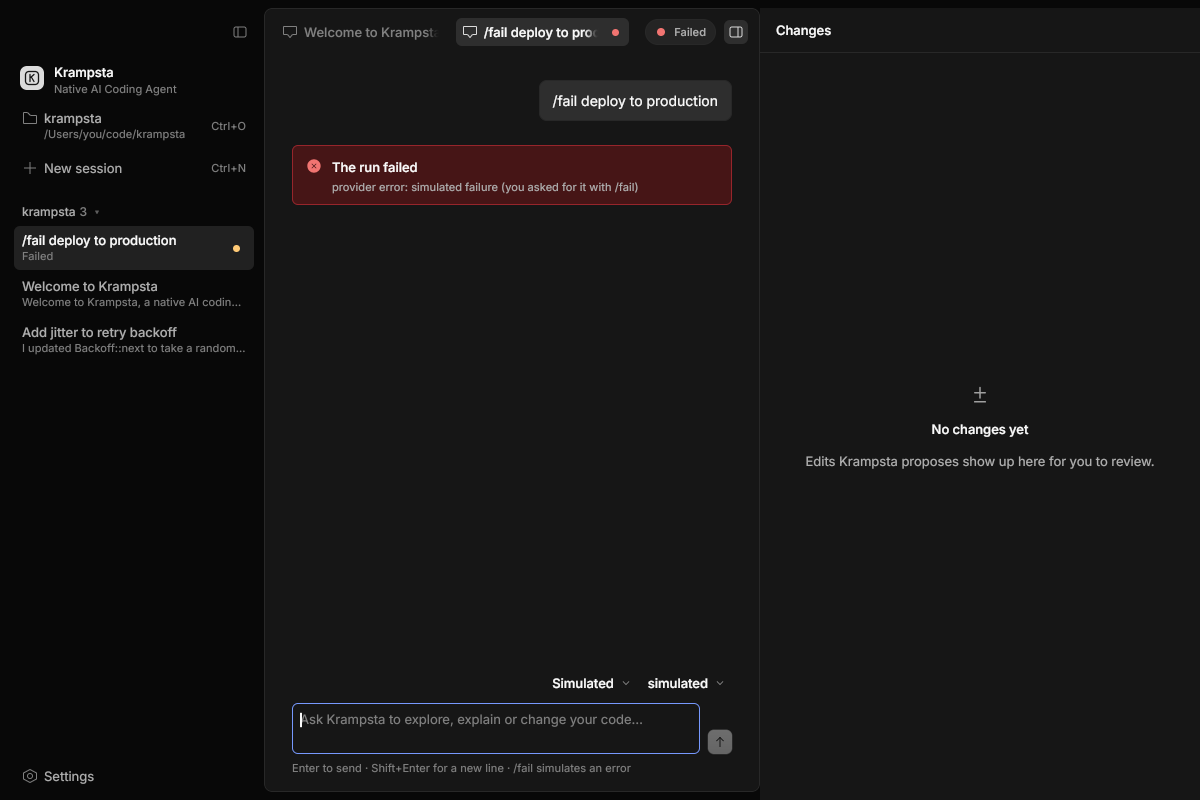 Krampsta
Native AI Coding Agent
krampsta
/Users/you/code/krampsta
Ctrl+O
New session
Ctrl+N
krampsta 3
/fail deploy to production
Failed
Welcome to Krampsta
Welcome to Krampsta, a native AI codin...
Add jitter to retry backoff
I updated Backoff::next to take a random...
Settings
Welcome to Krampsta
/fail deploy to pro
Failed
/fail deploy to production
The run failed
provider error: simulated failure (you asked for it with /fail)
Simulated
simulated
Ask Krampsta to explore, explain or change your code...
Enter to send · Shift+Enter for a new line · /fail simulates an error
Changes
No changes yet
Edits Krampsta proposes show up here for you to review.